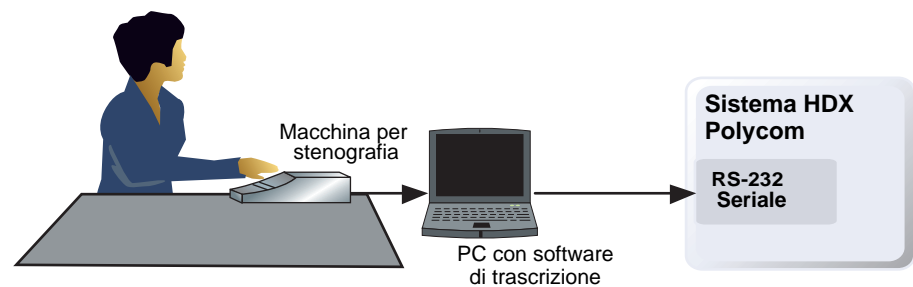 Macchina per
stenografia
PC con software
di trascrizione
Sistema HDX
Polycom
RS-232
Seriale